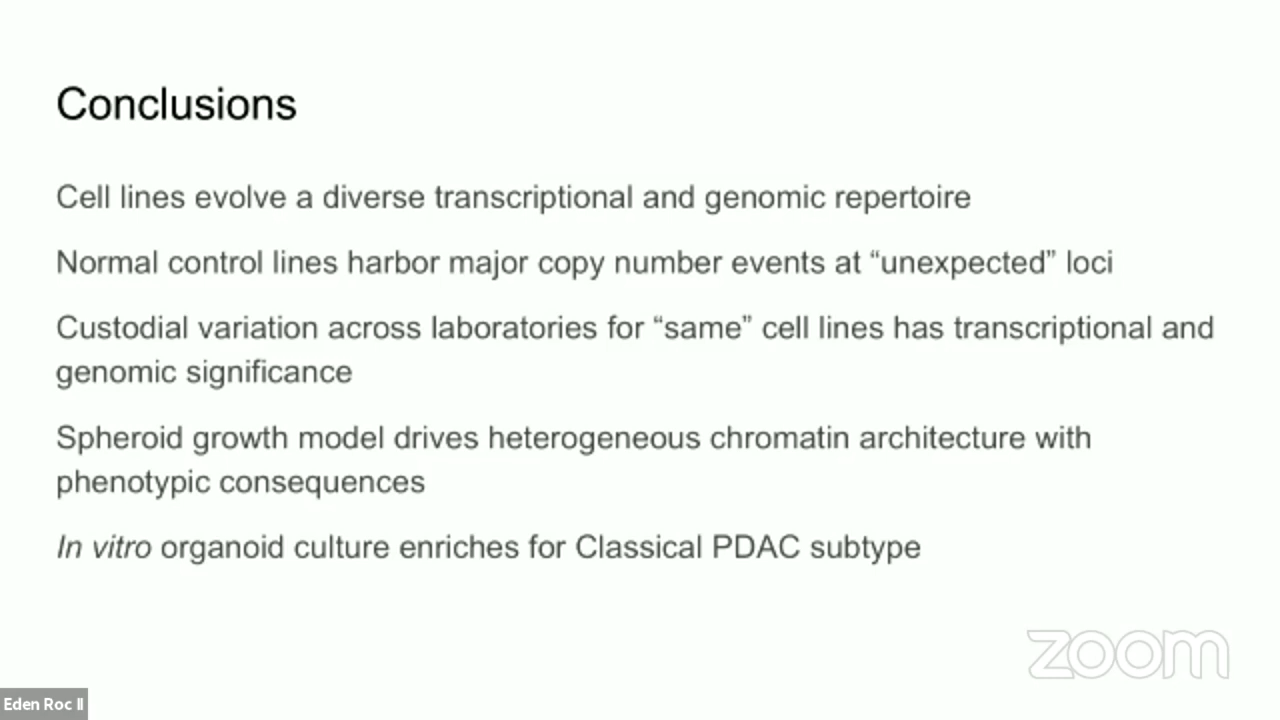 Conclusions
Cell lines evolve a diverse transcriptional and genomic repertoire
Normal control lines harbor major copy number events at “unexpected” loci
Custodial variation across laboratories for “same” cell lines has transcriptional and
genomic significance
Spheroid growth model drives heterogeneous chromatin architecture with
phenotypic consequences
In vitro organoid culture enriches for Classical PDAC subtype
zoom
Eden Roc II